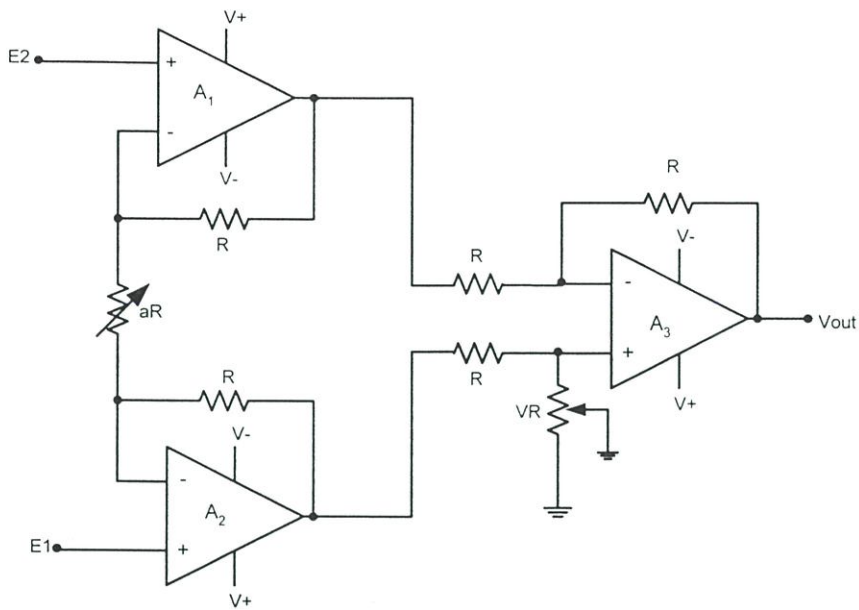 V+
E2
+
A1
-
V-
R
R
V-
R
aR
-
A3
Vout
+
R
R
V+
VR
V-
-
A2
E1
+
V+